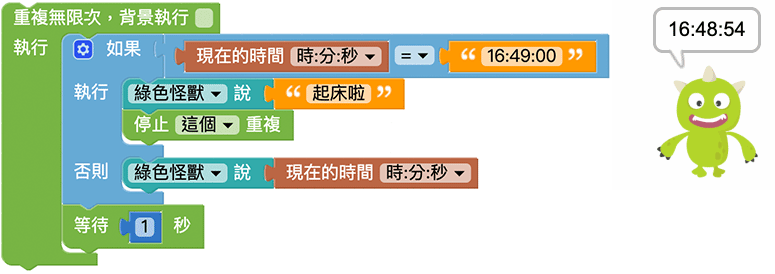 重複無限次，背景執行
執行 如果 現在的時間 時:分:秒 = “ 16:49:00 ”
執行 綠色怪獸 說 “ 起床啦 ”
停止 這個 重複
否則 綠色怪獸 說 現在的時間 時:分:秒
等待 1 秒
16:48:54